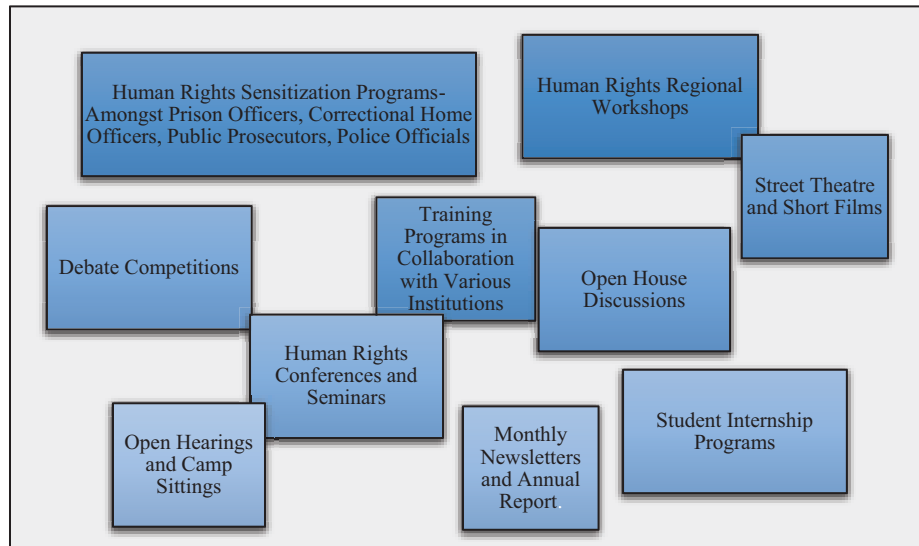 Human Rights Sensitization Programs-
Amongst Prison Officers, Correctional Home
Officers, Public Prosecutors, Police Officials
Human Rights Regional
Workshops
Street Theatre
and Short Films
Debate Competitions
Training
Programs in
Collaboration
with Various
Institutions
Open House
Discussions
Human Rights
Conferences and
Seminars
Open Hearings
and Camp
Sittings
Monthly
Newsletters
and Annual
Report.
Student Internship
Programs